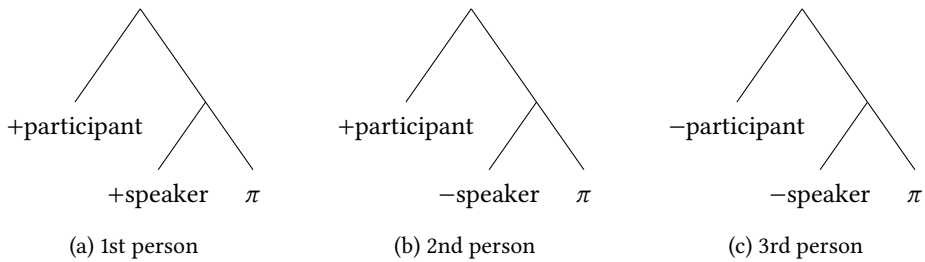 +participant +participant −participant
+speaker π −speaker π −speaker π
(a) 1st person (b) 2nd person (c) 3rd person